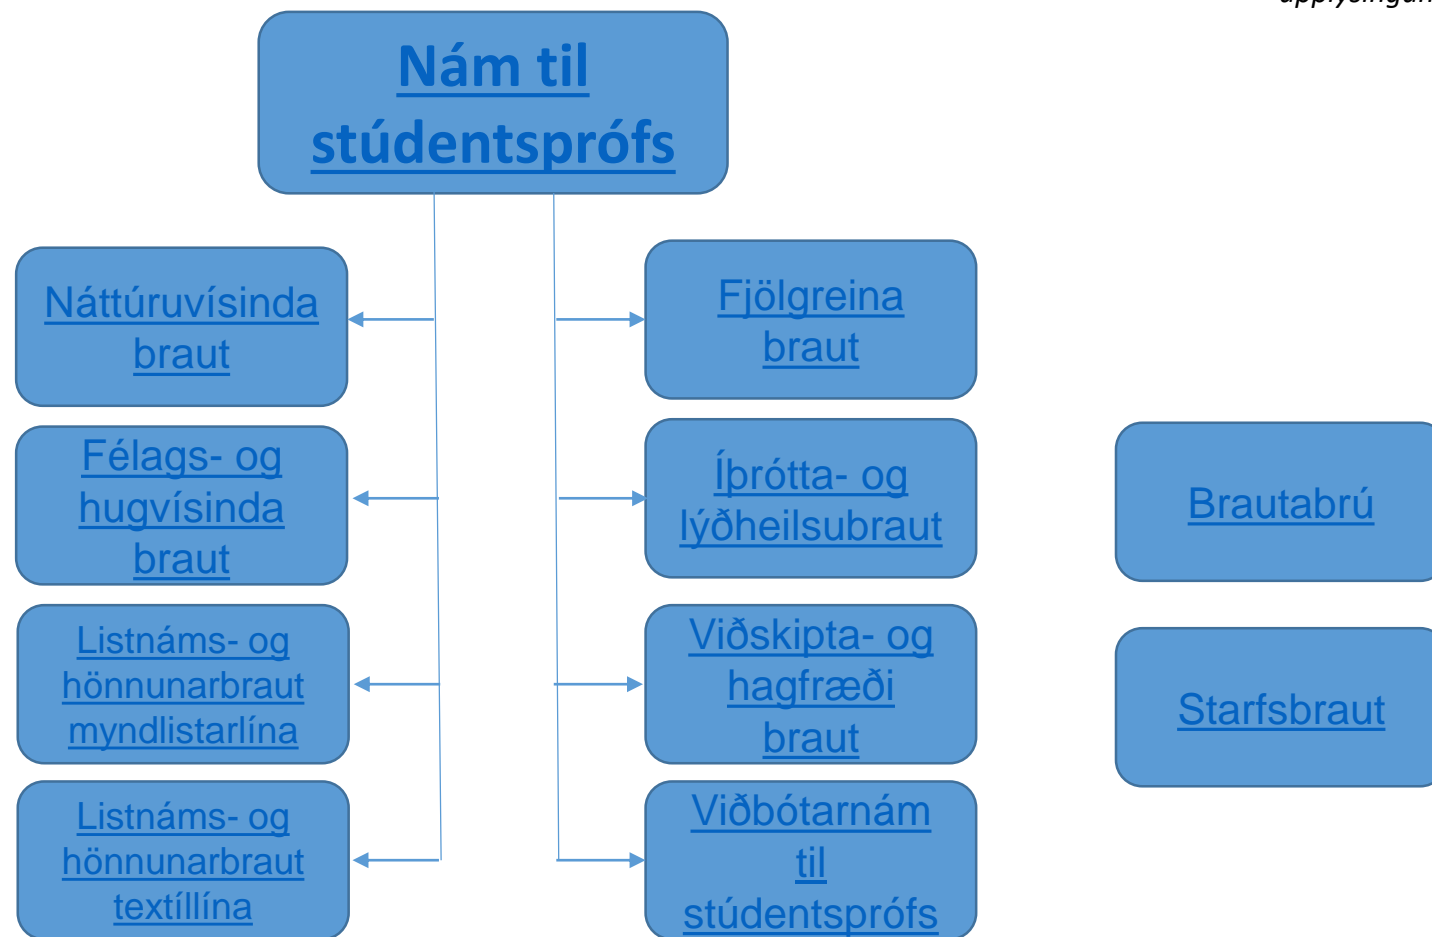 upplýsingum
Nám til
stúdentsprófs
Náttúruvísinda
braut
Félags- og
hugvísinda
braut
Listnáms- og
hönnunarbraut
myndlistarlína
Listnáms- og
hönnunarbraut
textíllína
Fjölgreina
braut
Íþrótta- og
lýðheilsubraut
Viðskipta- og
hagfræði
braut
Viðbótarnám
til
stúdentsprófs
Brautabrú
Starfsbraut